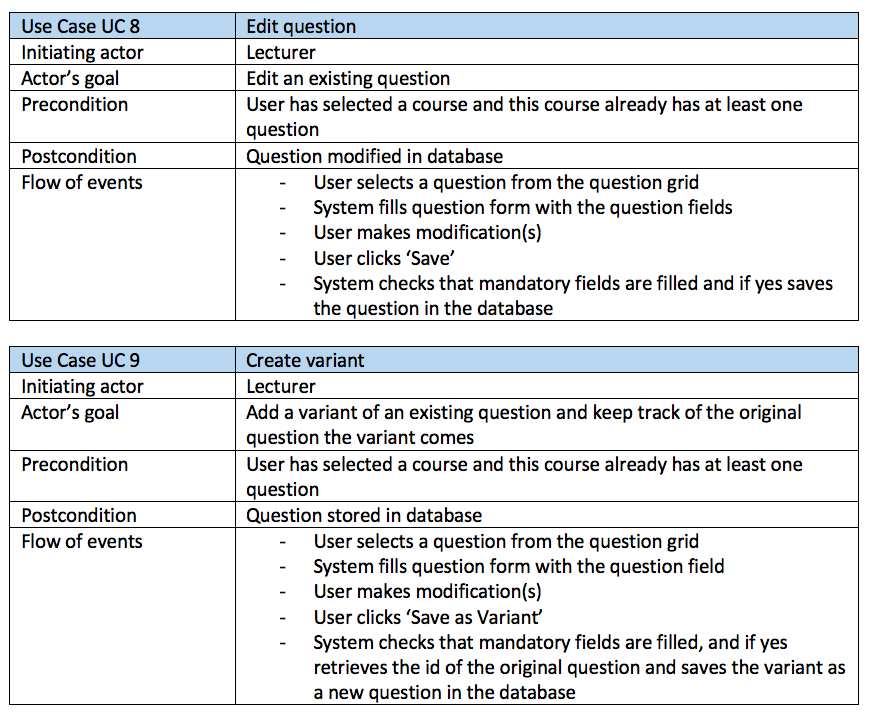 Use Case UC 8 Edit question
Initiating actor Lecturer
Actor’s goal Edit an existing question
Precondition User has selected a course and this course already has at least one
question
Postcondition Question modified in database
Flow of events - User selects a question from the question grid
- System fills question form with the question fields
- User makes modification(s)
- User clicks ‘Save’
- System checks that mandatory fields are filled and if yes saves
the question in the database
Use Case UC 9 Create variant
Initiating actor Lecturer
Actor’s goal Add a variant of an existing question and keep track of the original
question the variant comes
Precondition User has selected a course and this course already has at least one
question
Postcondition Question stored in database
Flow of events - User selects a question from the question grid
- System fills question form with the question field
- User makes modification(s)
- User clicks ‘Save as Variant’
- System checks that mandatory fields are filled, and if yes
retrieves the id of the original question and saves the variant as
a new question in the database